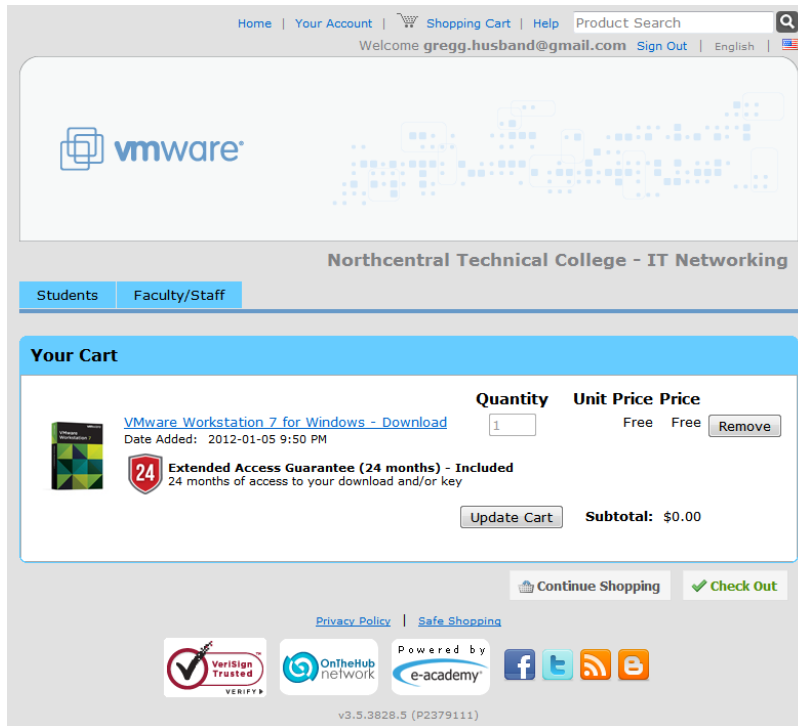 Home | Your Account | Shopping Cart | Help Product Search
Welcome gregg.husband@gmail.com Sign Out | English |
vmware
Northcentral Technical College - IT Networking
Students Faculty/Staff
Your Cart
Quantity Unit Price Price
VMware Workstation 7 for Windows - Download 1 Free Free Remove
Date Added: 2012-01-05 9:50 PM
24 Extended Access Guarantee (24 months) - Included
24 months of access to your download and/or key
Update Cart Subtotal: $0.00
Continue Shopping Check Out
Privacy Policy | Safe Shopping
VeriSign Trusted VERIFY
OnTheHub network
Powered by e-academy
v3.5.3828.5 (P2379111)